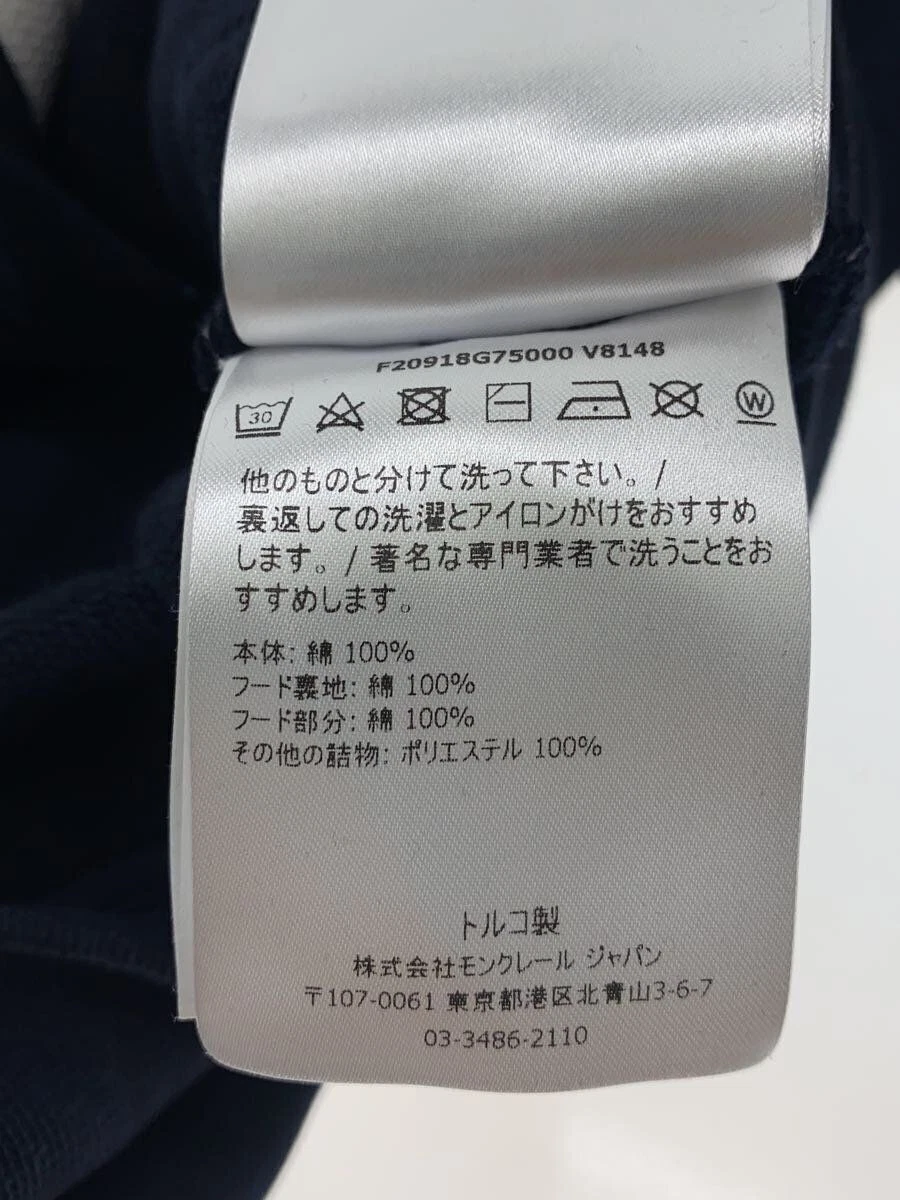 F20918G75000 V8148
30 W
他のものと分けて洗って下さい。/
裏返しての洗濯とアイロンがけをおすすめ
します。/ 著名な専門業者で洗うことをお
すすめします。
本体: 綿 100%
フード裏地: 綿 100%
フード部分: 綿 100%
その他の詰物: ポリエステル 100%
トルコ製
株式会社モンクレール ジャパン
〒107-0061 東京都港区北青山3-6-7
03-3486-2110